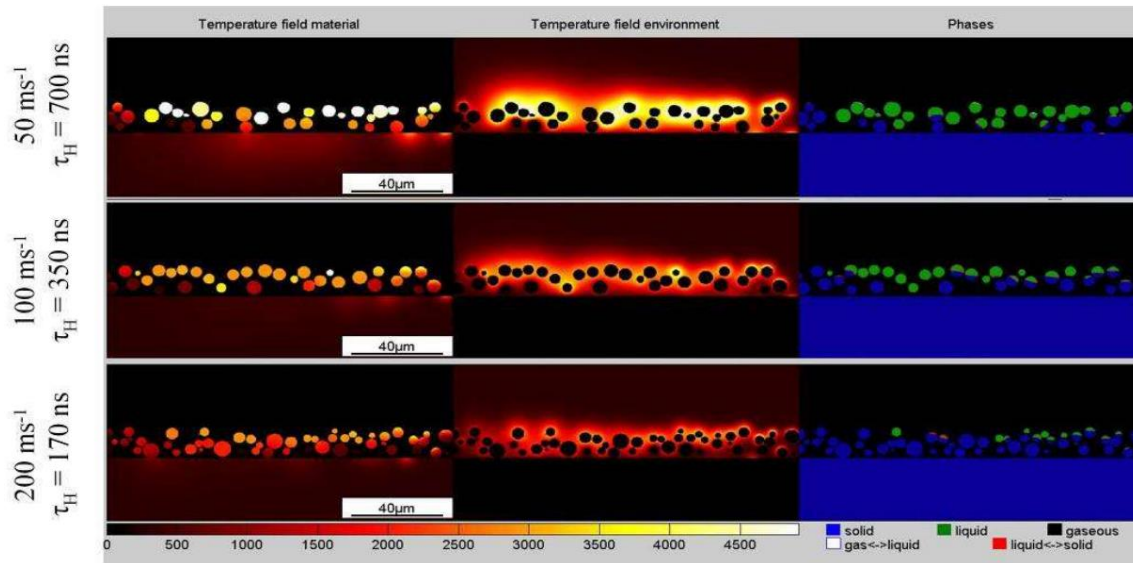 Temperature field material Temperature field environment Phases
50 ms⁻¹
τH = 700 ns
40µm
100 ms⁻¹
τH = 350 ns
40µm
200 ms⁻¹
τH = 170 ns
40µm
0 500 1000 1500 2000 2500 3000 3500 4000 4500
solid liquid gaseous
gas<->liquid liquid<->solid